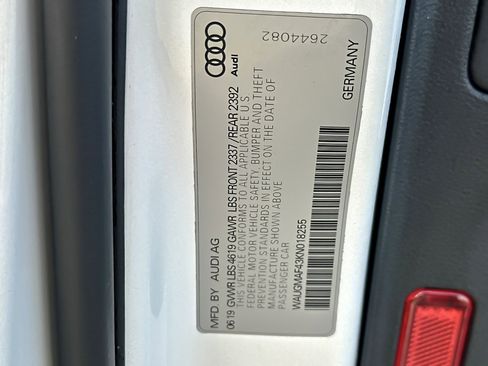 MFD. BY AUDI AG
06 19 GVWR LBS 4619 GAWR LBS FRONT 2337 /REAR 2392
THIS VEHICLE CONFORMS TO ALL APPLICABLE U.S
FEDERAL MOTOR VEHICLE SAFETY, BUMPER AND THEFT
PREVENTION STANDARDS IN EFFECT ON THE DATE OF
MANUFACTURE SHOWN ABOVE
PASSENGER CAR
WAUGMAF43KN018255
GERMANY
Audi
2644082